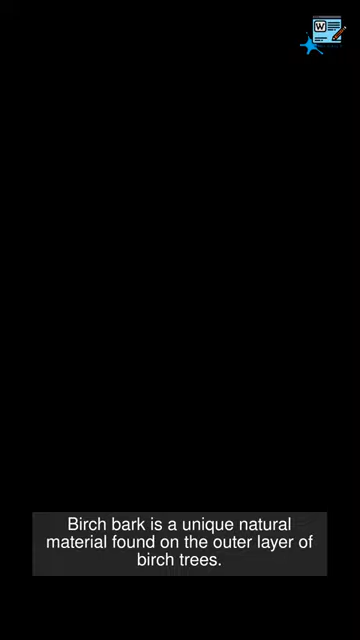 W
Birch bark is a unique natural
material found on the outer layer of
birch trees.